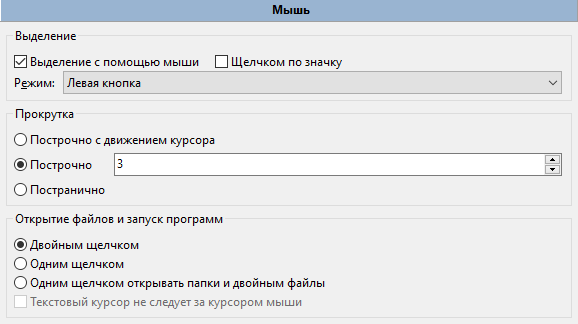 Мышь
Выделение
Выделение с помощью мыши Щелчком по значку
Режим: Левая кнопка
Прокрутка
Построчно с движением курсора
Построчно 3
Постранично
Открытие файлов и запуск программ
Двойным щелчком
Одним щелчком
Одним щелчком открывать папки и двойным файлы
Текстовый курсор не следует за курсором мыши